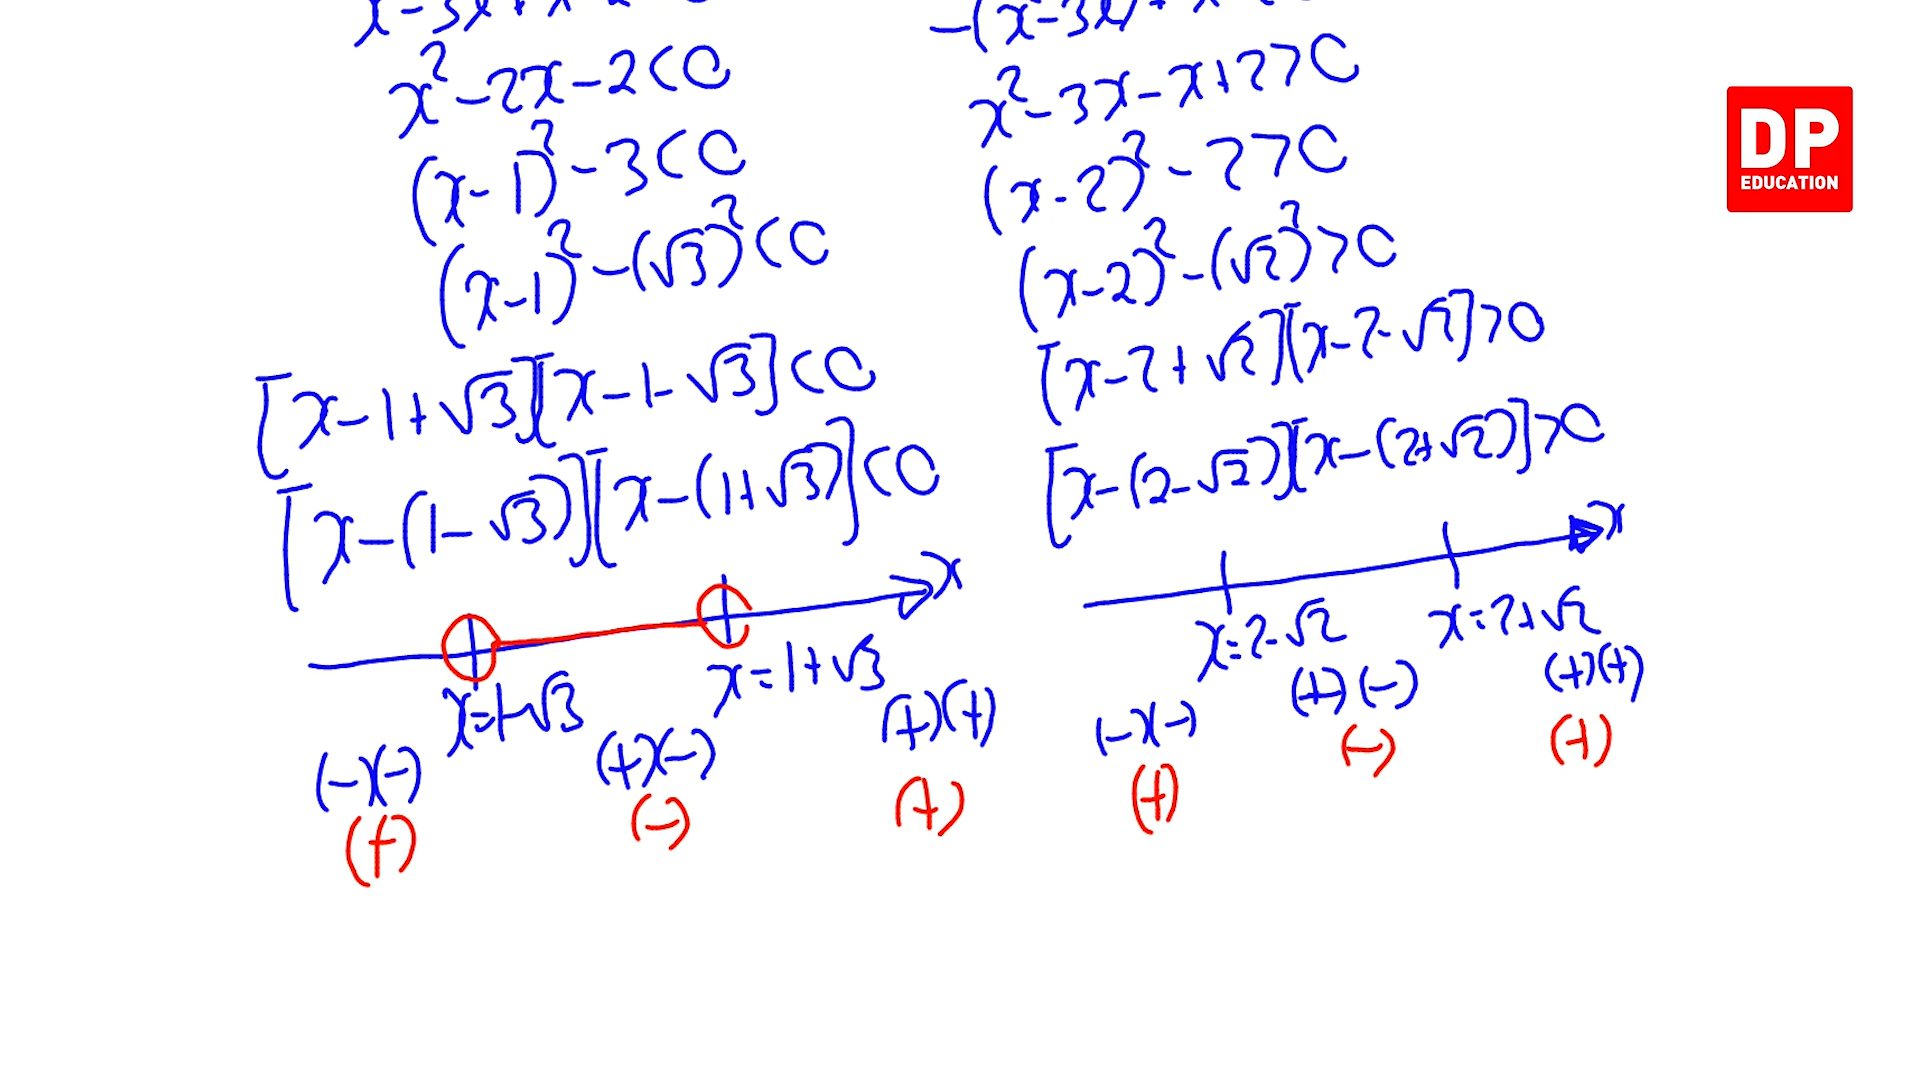 x²-2x-2<0
(x-1)²-3<0
(x-1)²-(√3)²<0
[x-1+√3][x-1-√3]<0
[x-(1-√3)][x-(1+√3)]<0
x
x=1-√3
x=1+√3
(-)(-)
(+)(-)
(+)(+)
(+)
(-)
(+)
x²-3x-x+2>0
(x-2)²-2>0
(x-2)²-(√2)²>0
[x-2+√2][x-2-√2]>0
[x-(2-√2)][x-(2+√2)]>0
x
x=2-√2
x=2+√2
(-)(-)
(+)(-)
(+)(+)
(+)
(-)
(+)
DP
EDUCATION